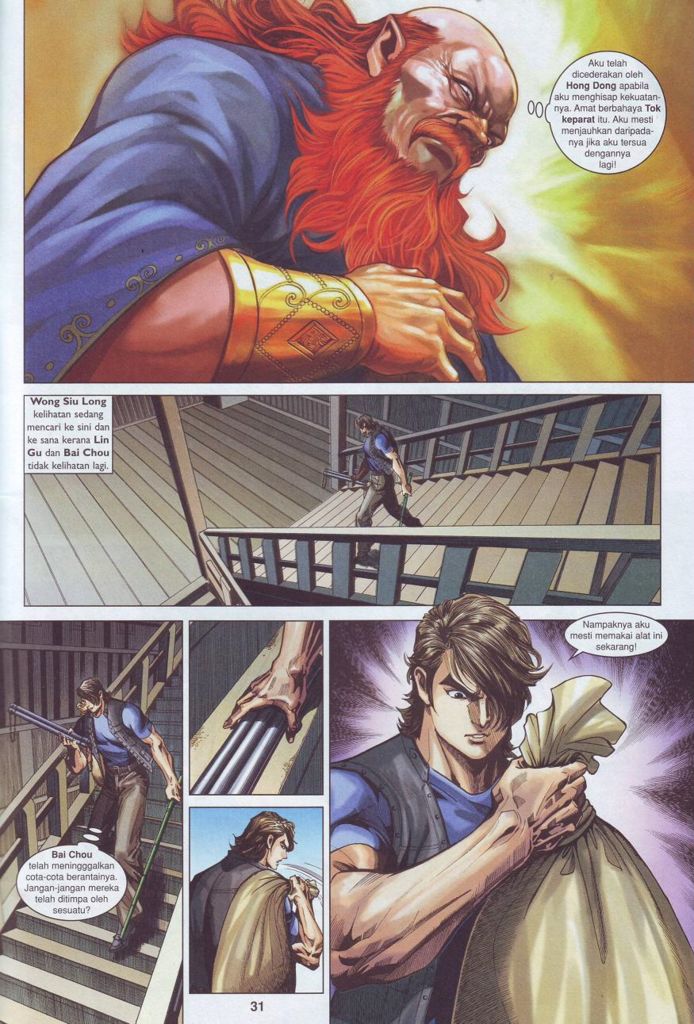 Aku telah
dicederakan oleh
Hong Dong apabila
aku menghisap kekuatan-
nya. Amat berbahaya Tok
keparat itu. Aku mesti
menjauhkan daripada-
nya jika aku tersua
dengannya
lagi!
Wong Siu Long
kelihatan sedang
mencari ke sini dan
ke sana kerana Lin
Gu dan Bai Chou
tidak kelihatan lagi.
Bai Chou
telah meningggalkan
cota-cota berantainya.
Jangan-jangan mereka
telah ditimpa oleh
sesuatu?
Nampaknya aku
mesti memakai alat ini
sekarang!
31